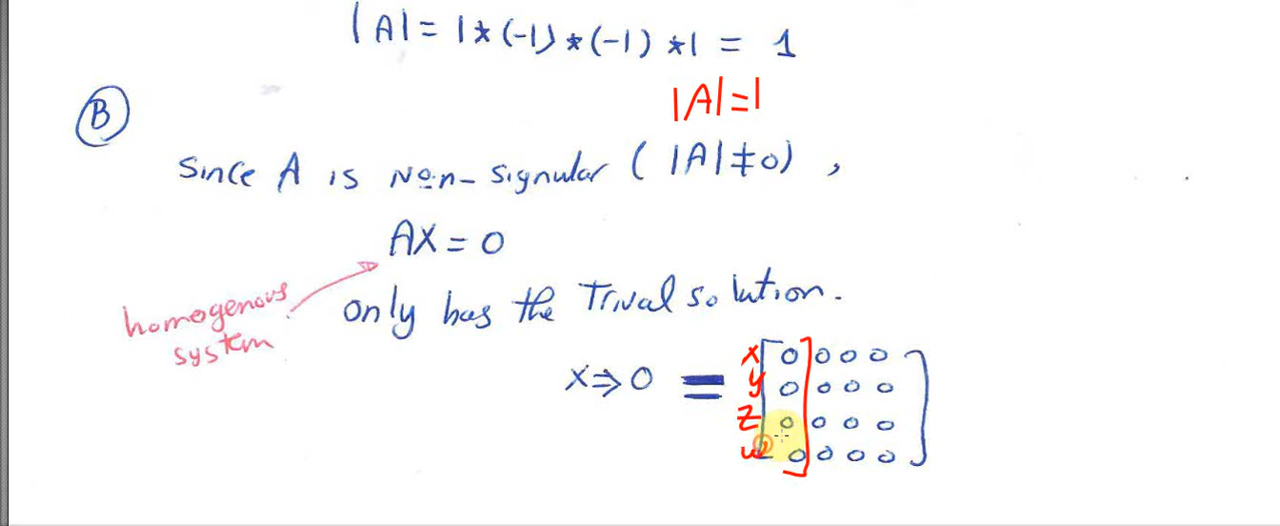 |A| = 1*(-1)*(-1)*1 = 1
|A|=1
B
Since A is Non-signular (|A|≠0),
AX = 0
homogenous
system
only has the Trival solution.
X⇒0 =
x 0 0 0 0
y 0 0 0 0
z 0 0 0 0
w 0 0 0 0